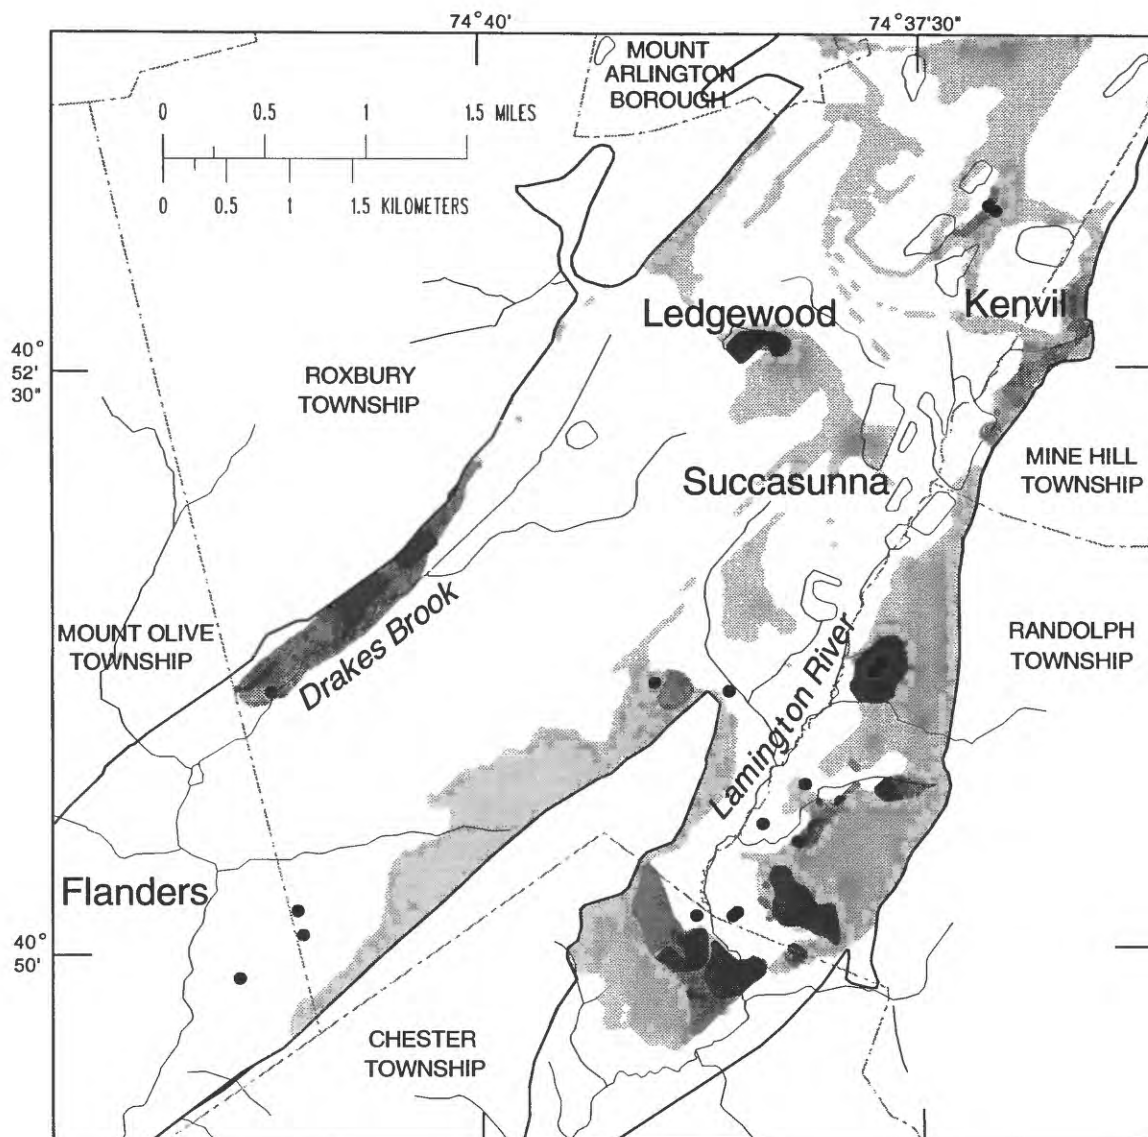 74°40'
74°37'30"
MOUNT
ARLINGTON
BOROUGH
0 0.5 1 1.5 MILES
0 0.5 1 1.5 KILOMETERS
Ledgewood
Kenvil
40°
52'
30"
ROXBURY
TOWNSHIP
Succasunna
MINE HILL
TOWNSHIP
MOUNT OLIVE
TOWNSHIP
Drakes Brook
Lamington River
RANDOLPH
TOWNSHIP
Flanders
40°
50'
CHESTER
TOWNSHIP